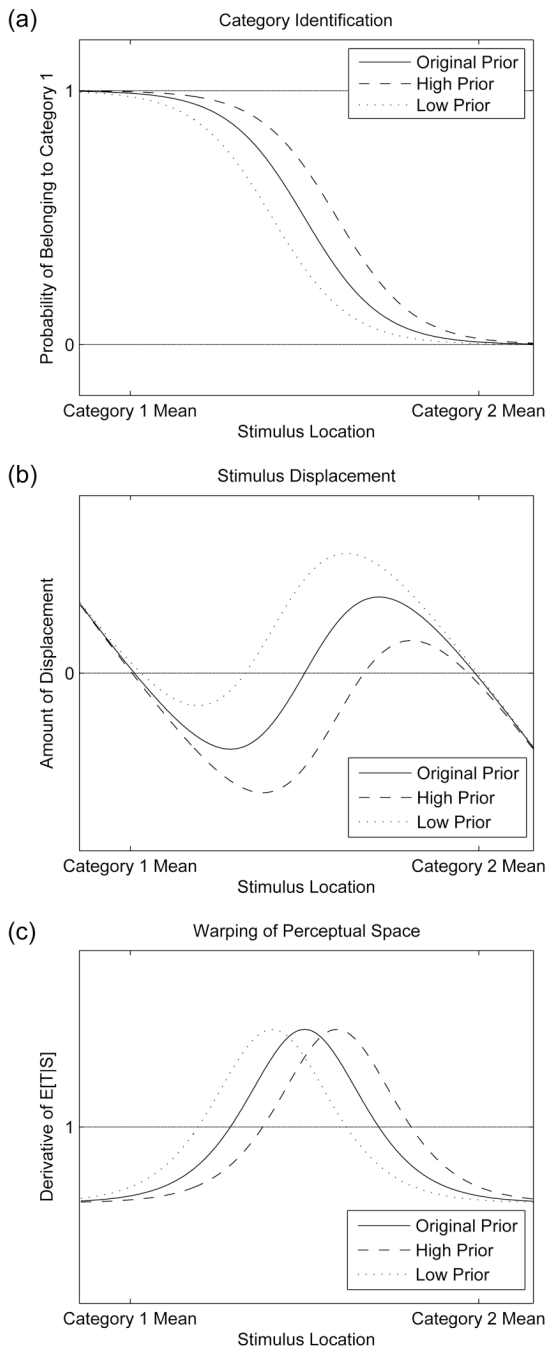 (a)
Category Identification
Original Prior
High Prior
Low Prior
1
0
Probability of Belonging to Category 1
Category 1 Mean
Category 2 Mean
Stimulus Location
(b)
Stimulus Displacement
0
Amount of Displacement
Original Prior
High Prior
Low Prior
Category 1 Mean
Category 2 Mean
Stimulus Location
(c)
Warping of Perceptual Space
1
Derivative of E[T|S]
Original Prior
High Prior
Low Prior
Category 1 Mean
Category 2 Mean
Stimulus Location